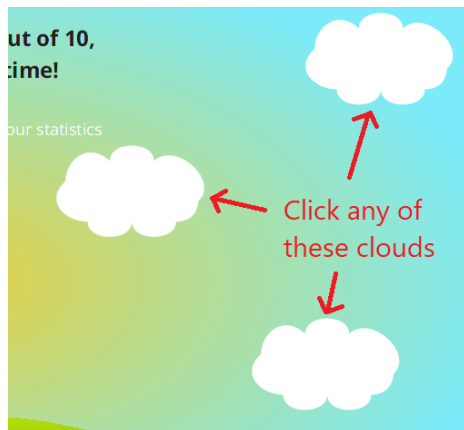 ut of 10,
time!
our statistics
Click any of
these clouds